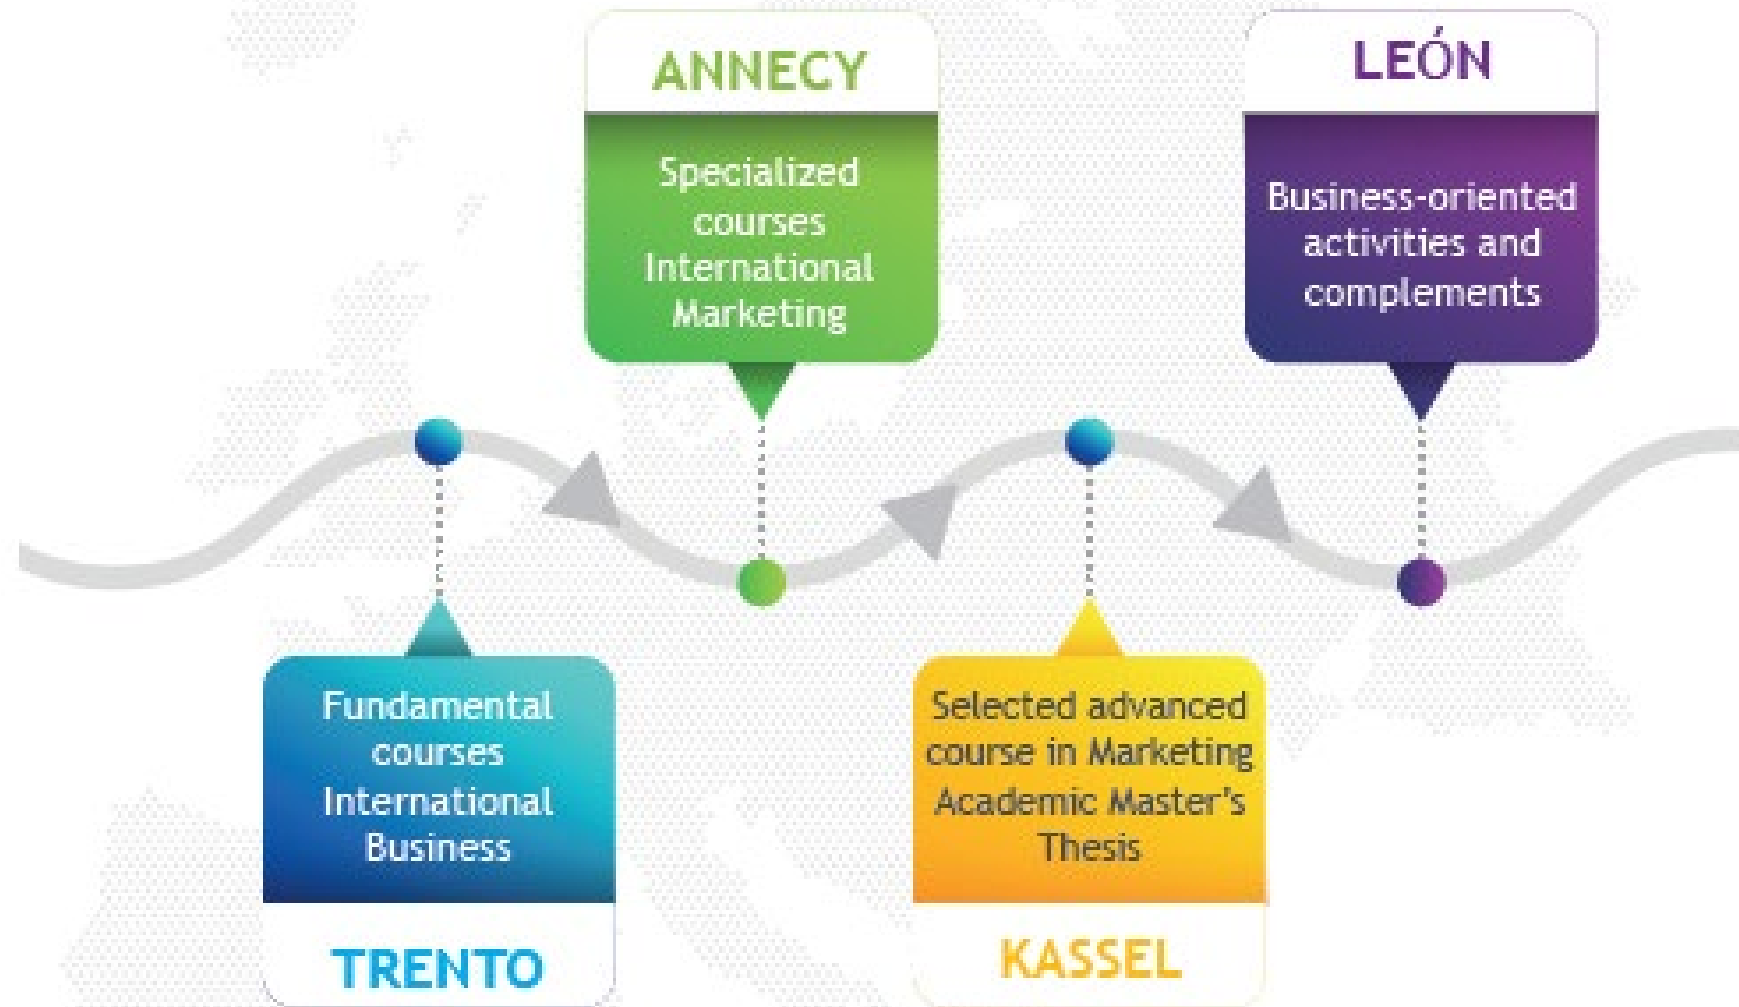 ANNECY
Specialized
courses
International
Marketing
LEÓN
Business-oriented
activities and
complements
Fundamental
courses
International
Business
TRENTO
Selected advanced
course in Marketing
Academic Master's
Thesis
KASSEL